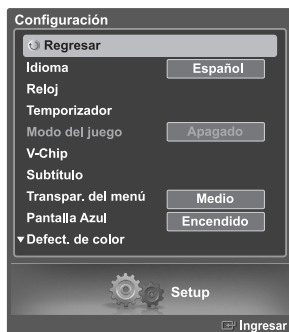 Configuración
Regresar
Idioma Español
Reloj
Temporizador
Modo del juego Apagado
V-Chip
Subtítulo
Transpar. del menú Medio
Pantalla Azul Encendido
▼Defect. de color
Setup
Ingresar